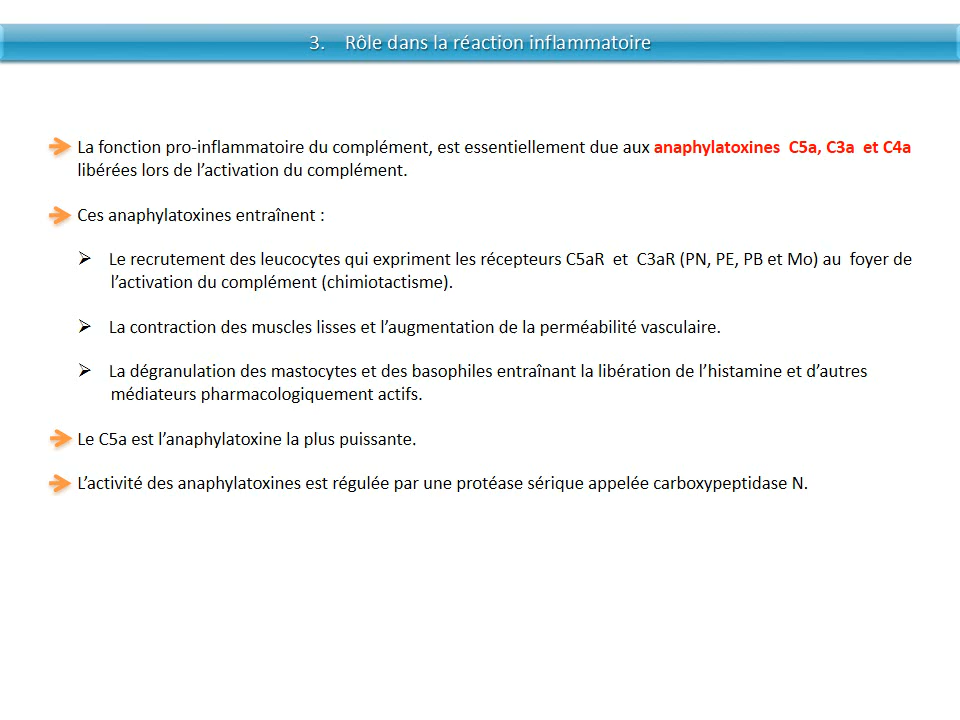 3. Rôle dans la réaction inflammatoire
La fonction pro-inflammatoire du complément, est essentiellement due aux anaphylatoxines C5a, C3a et C4a
libérées lors de l’activation du complément.
Ces anaphylatoxines entraînent :
Le recrutement des leucocytes qui expriment les récepteurs C5aR et C3aR (PN, PE, PB et Mo) au foyer de
l’activation du complément (chimiotactisme).
La contraction des muscles lisses et l’augmentation de la perméabilité vasculaire.
La dégranulation des mastocytes et des basophiles entraînant la libération de l’histamine et d’autres
médiateurs pharmacologiquement actifs.
Le C5a est l’anaphylatoxine la plus puissante.
L’activité des anaphylatoxines est régulée par une protéase sérique appelée carboxypeptidase N.